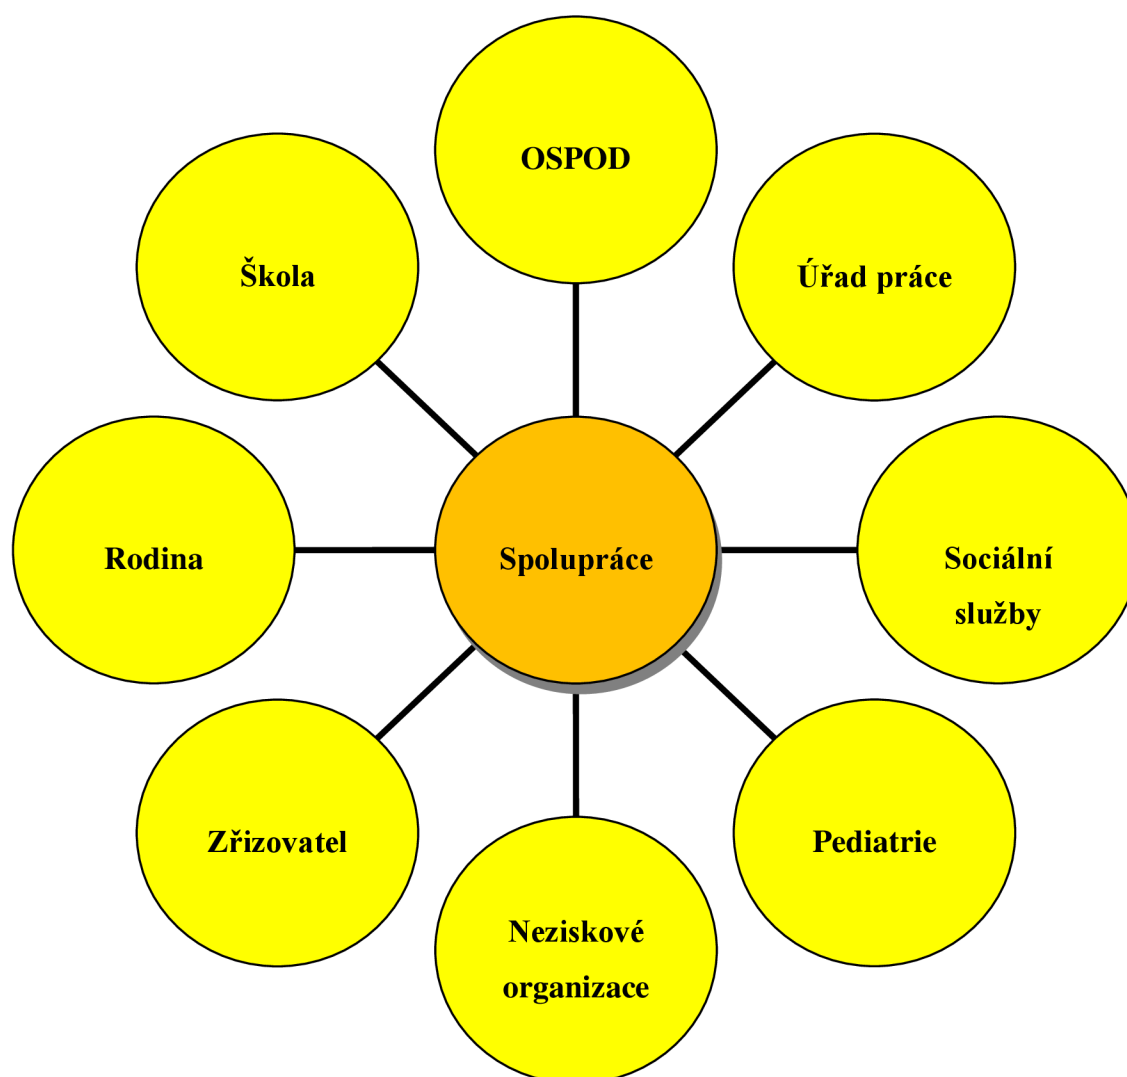 OSPOD
Škola
Úřad práce
Rodina
Spolupráce
Sociální
služby
Zřizovatel
Pediatrie
Neziskové
organizace